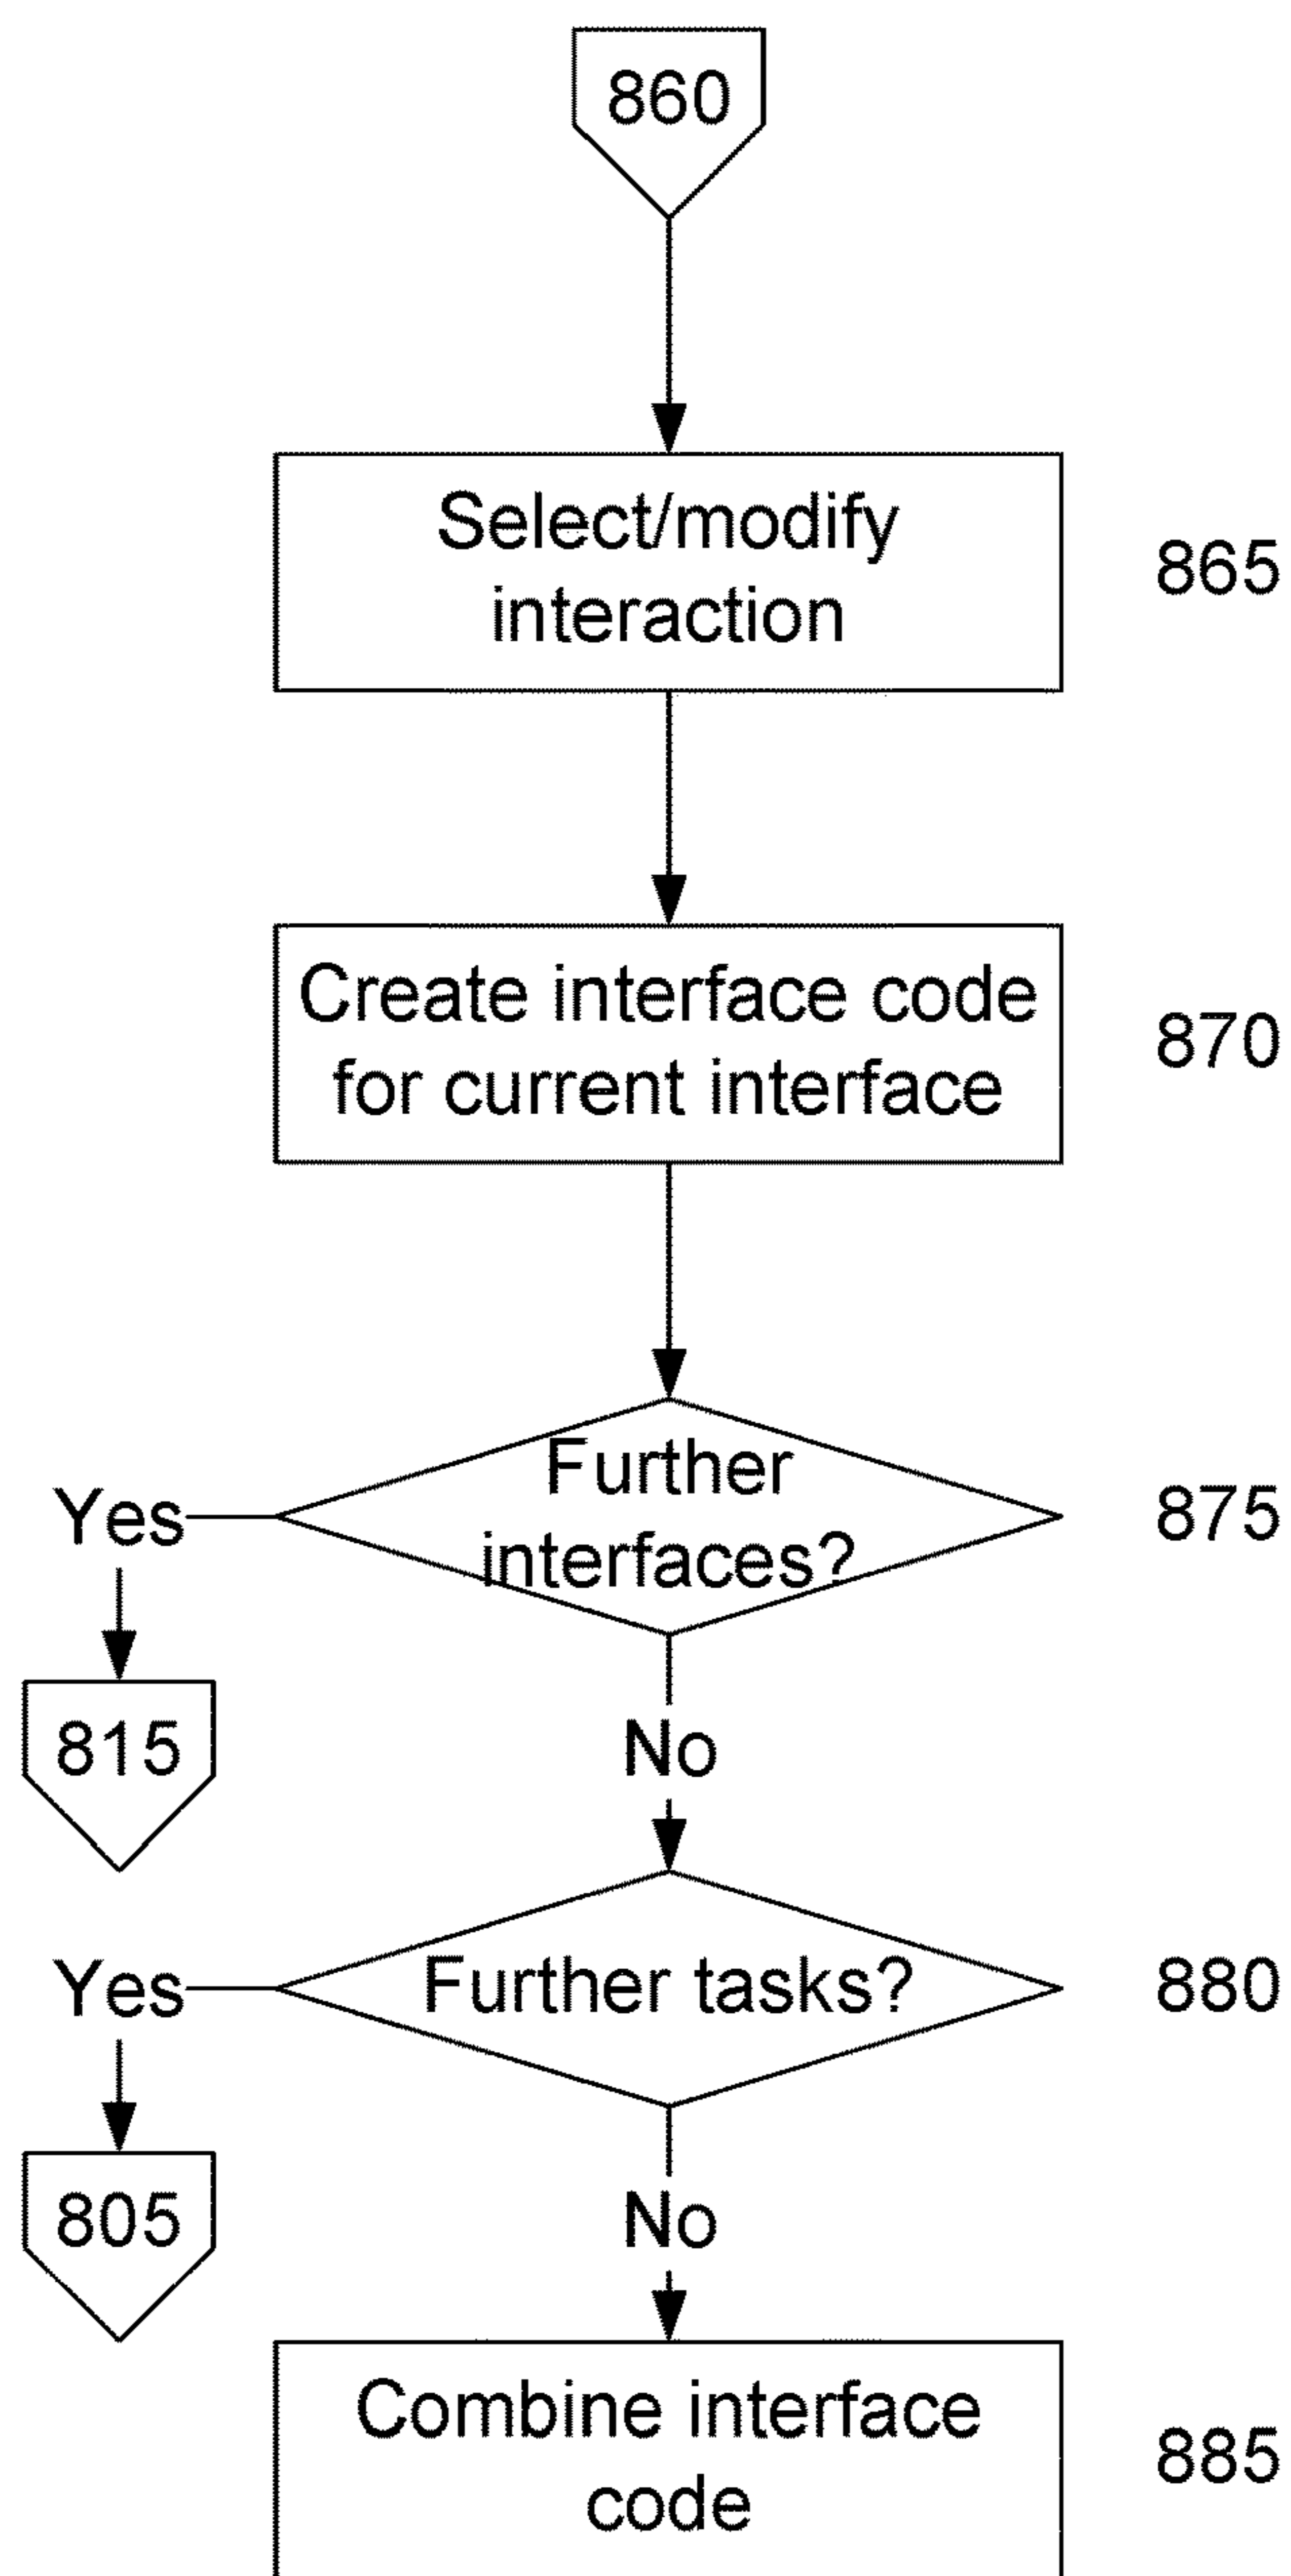 860
Select/modify
interaction
865
Create interface code
for current interface
870
Further
interfaces?
875
Yes
815
No
Further tasks?
880
Yes
805
No
Combine interface
code
885